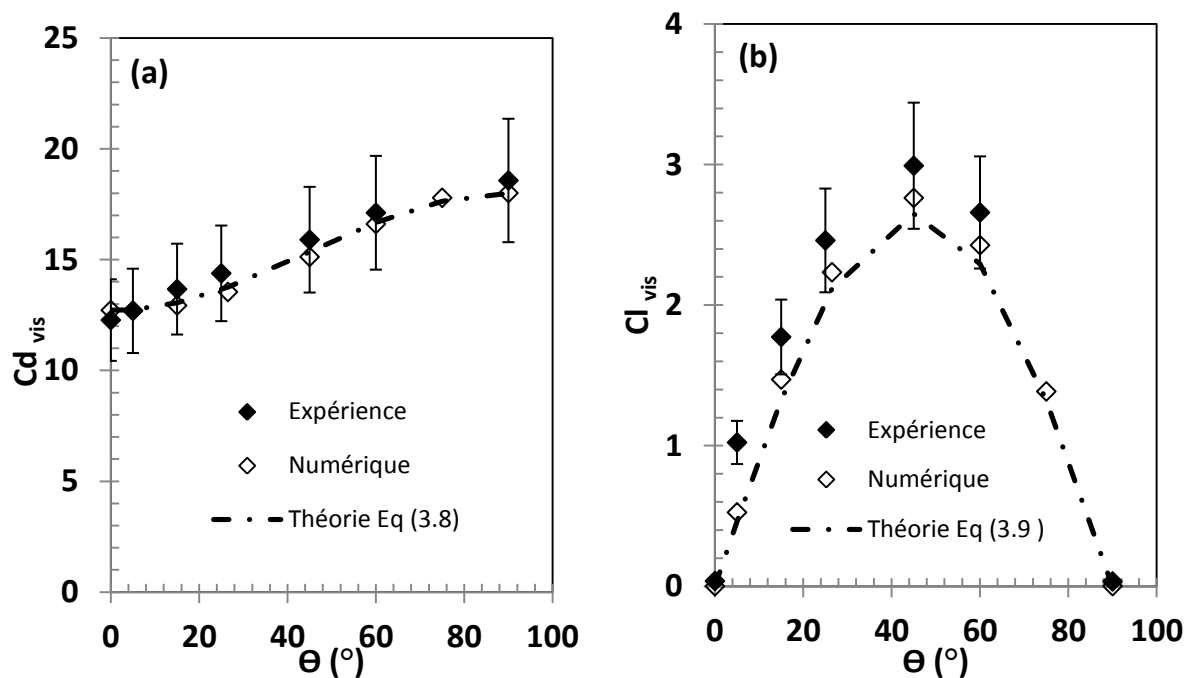 (a)
25
20
15
10
5
0
Cd vis
Expérience
Numérique
Théorie Eq (3.8)
0 20 40 60 80 100
Ɵ (°)
(b)
4
3
2
1
0
Cl vis
Expérience
Numérique
Théorie Eq (3.9 )
0 20 40 60 80 100
Ɵ (°)